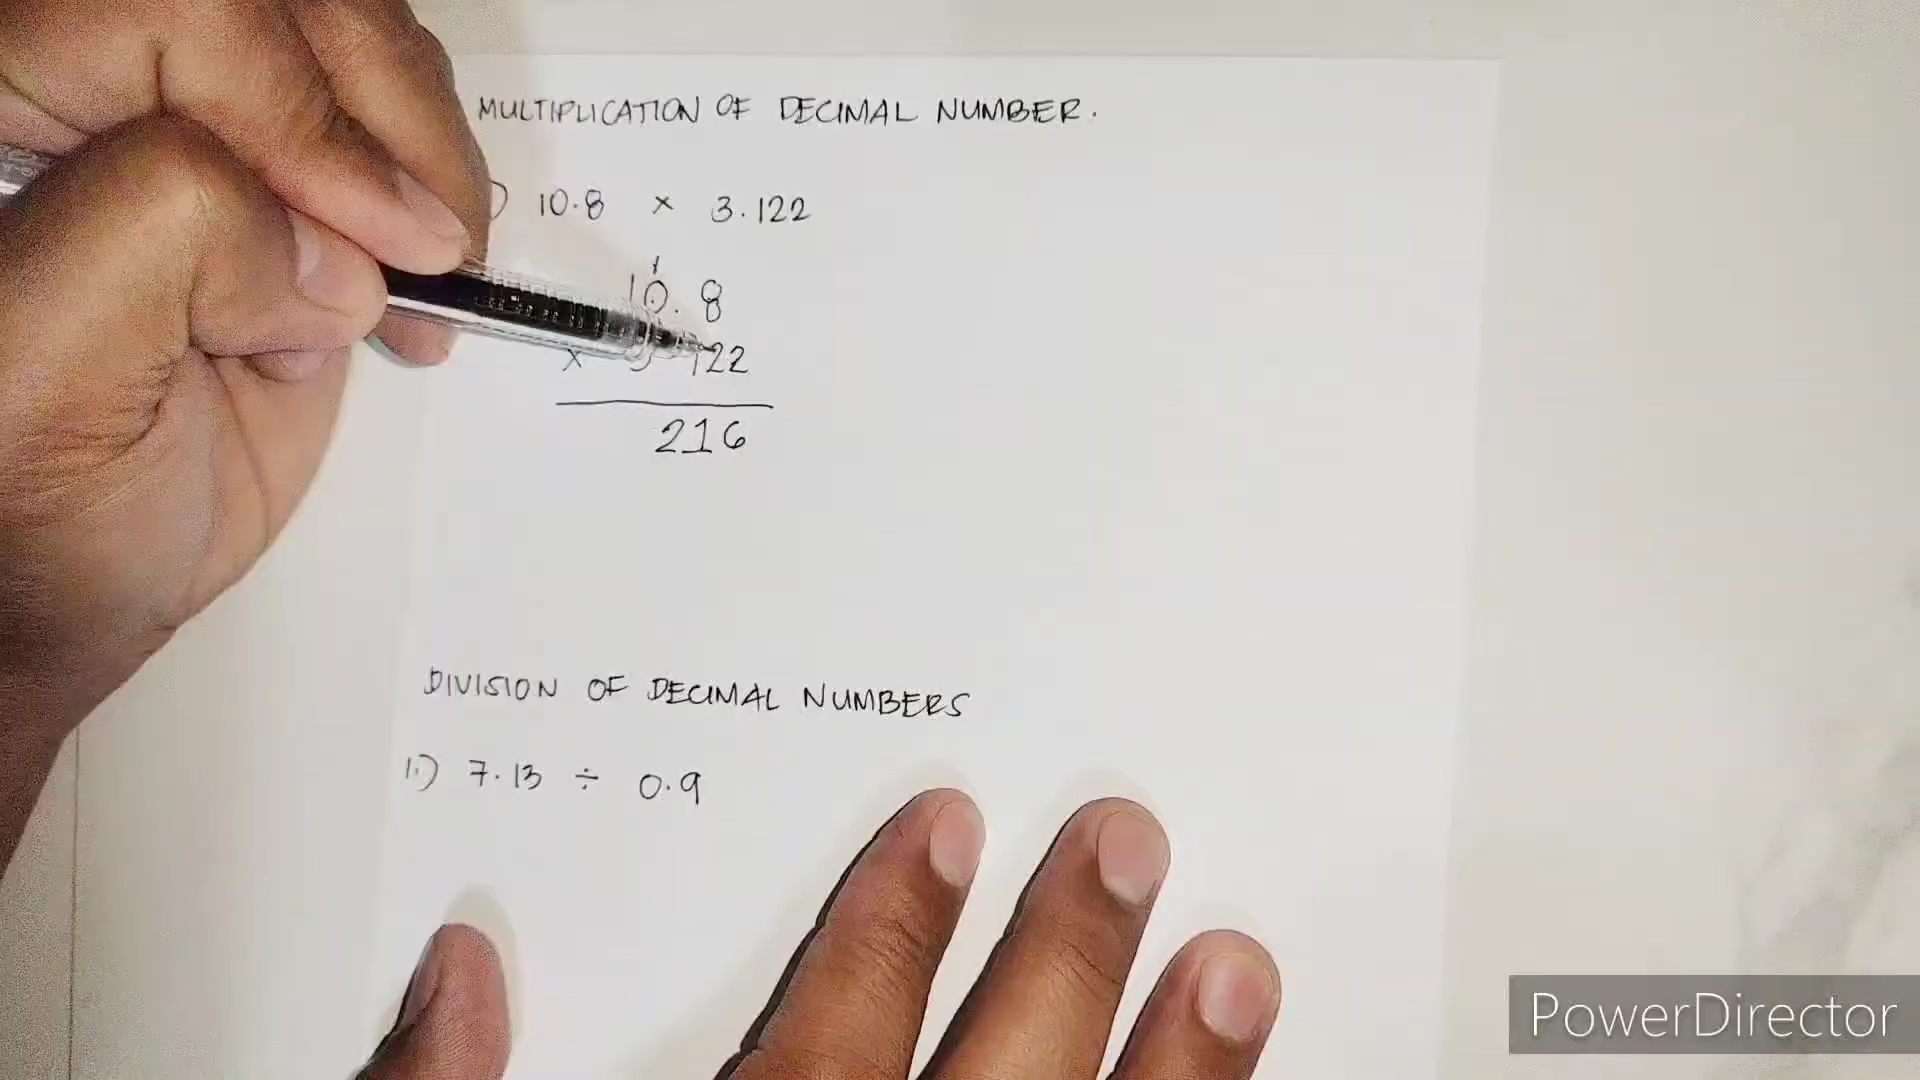 MULTIPLICATION OF DECIMAL NUMBER.
) 10.8 × 3.122
1
10.8
× 3 122
216
DIVISION OF DECIMAL NUMBERS
1.) 7.13 ÷ 0.9
PowerDirector